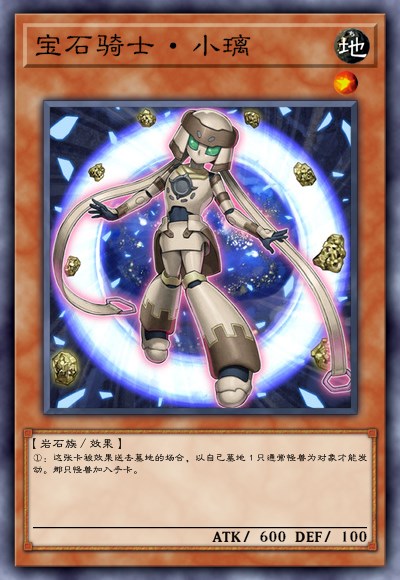 宝石骑士·小璃
地
【岩石族/效果】
①：这张卡被效果送去墓地的场合，以自己墓地1只通常怪兽为对象才能发
动。那只怪兽加入手卡。
ATK/ 600 DEF/ 100